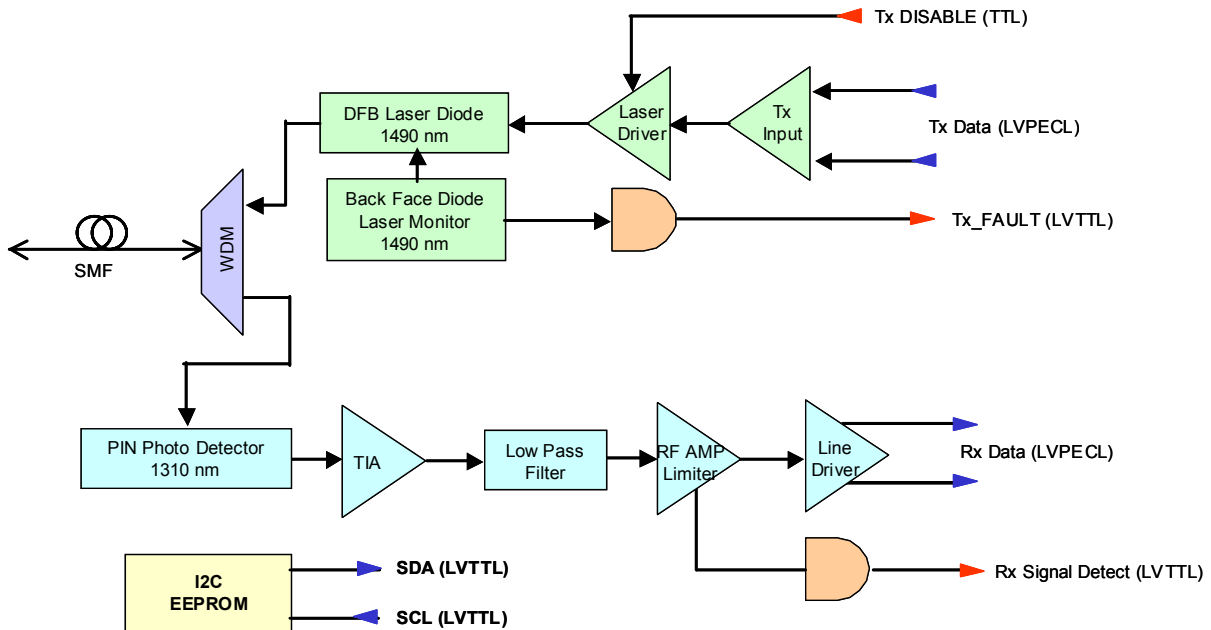 Tx DISABLE (TTL)
DFB Laser Diode
1490 nm
Laser
Driver
Tx
Input
Tx Data (LVPECL)
Back Face Diode
Laser Monitor
1490 nm
Tx_FAULT (LVTTL)
WDM
SMF
PIN Photo Detector
1310 nm
TIA
Low Pass
Filter
RF AMP
Limiter
Line
Driver
Rx Data (LVPECL)
I2C
EEPROM
SDA (LVTTL)
SCL (LVTTL)
Rx Signal Detect (LVTTL)